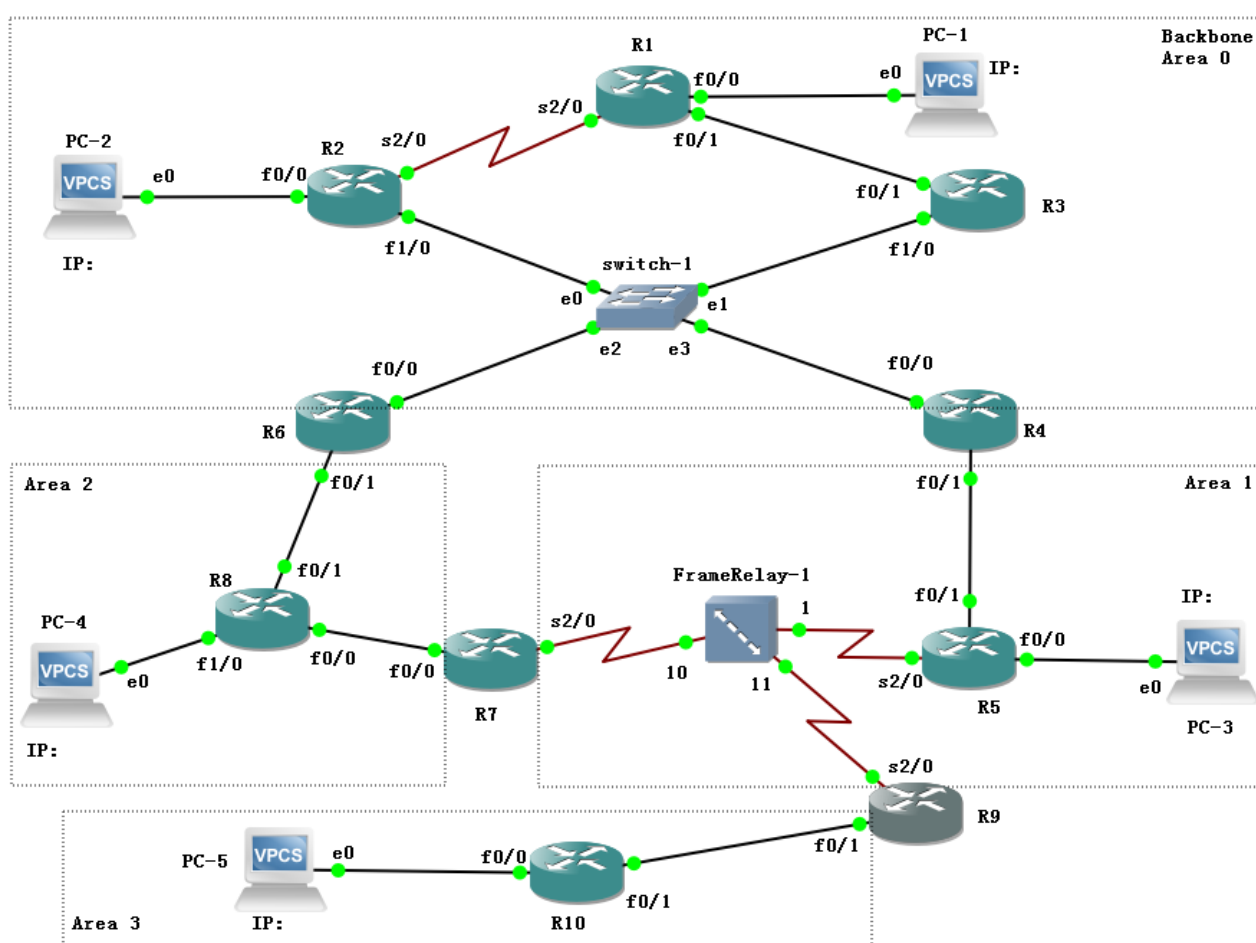 Backbone
Area 0
R1
PC-1
VPCS
IP:
e0
f0/0
s2/0
f0/1
PC-2
VPCS
e0
IP:
f0/0
R2
s2/0
f1/0
f0/1
R3
f1/0
switch-1
e0
e1
e2
e3
f0/0
f0/0
R6
R4
f0/1
f0/1
Area 2
Area 1
R8
f0/1
PC-4
VPCS
e0
IP:
f1/0
f0/0
f0/0
R7
s2/0
FrameRelay-1
10
1
11
f0/1
f0/0
s2/0
R5
IP:
VPCS
e0
PC-3
s2/0
R9
f0/1
PC-5
VPCS
e0
IP:
f0/0
R10
f0/1
Area 3